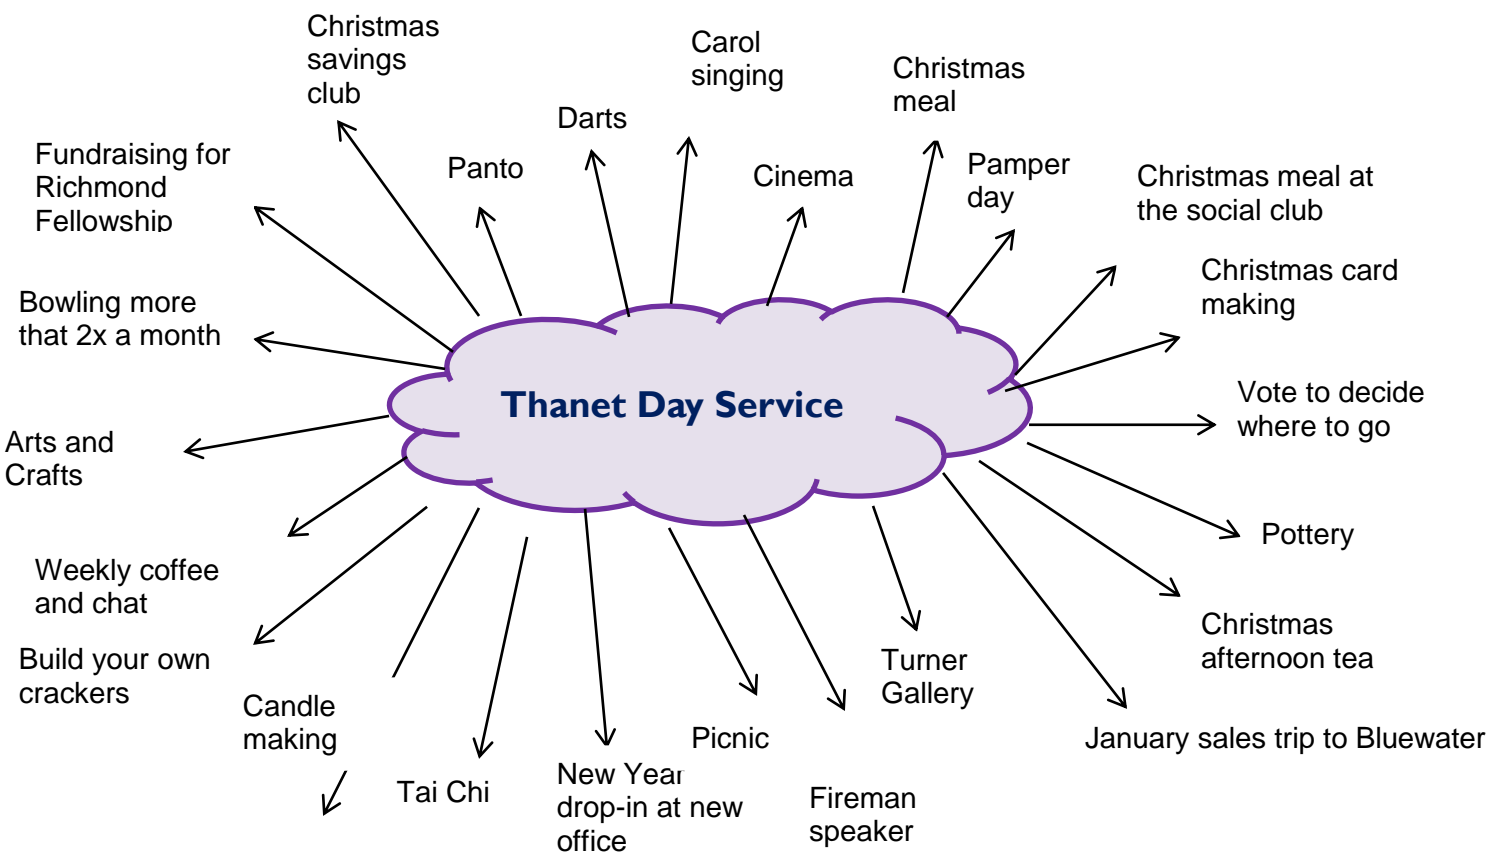 Christmas
savings
club
Carol
singing
Christmas
meal
Darts
Panto
Cinema
Pamper
day
Fundraising for
Richmond
Fellowship
Christmas meal at
the social club
Bowling more
that 2x a month
Christmas card
making
Thanet Day Service
Vote to decide
where to go
Arts and
Crafts
Pottery
Weekly coffee
and chat
Christmas
afternoon tea
Build your own
crackers
Turner
Gallery
Candle
making
Picnic
January sales trip to Bluewater
Tai Chi
New Year
drop-in at new
office
Fireman
speaker